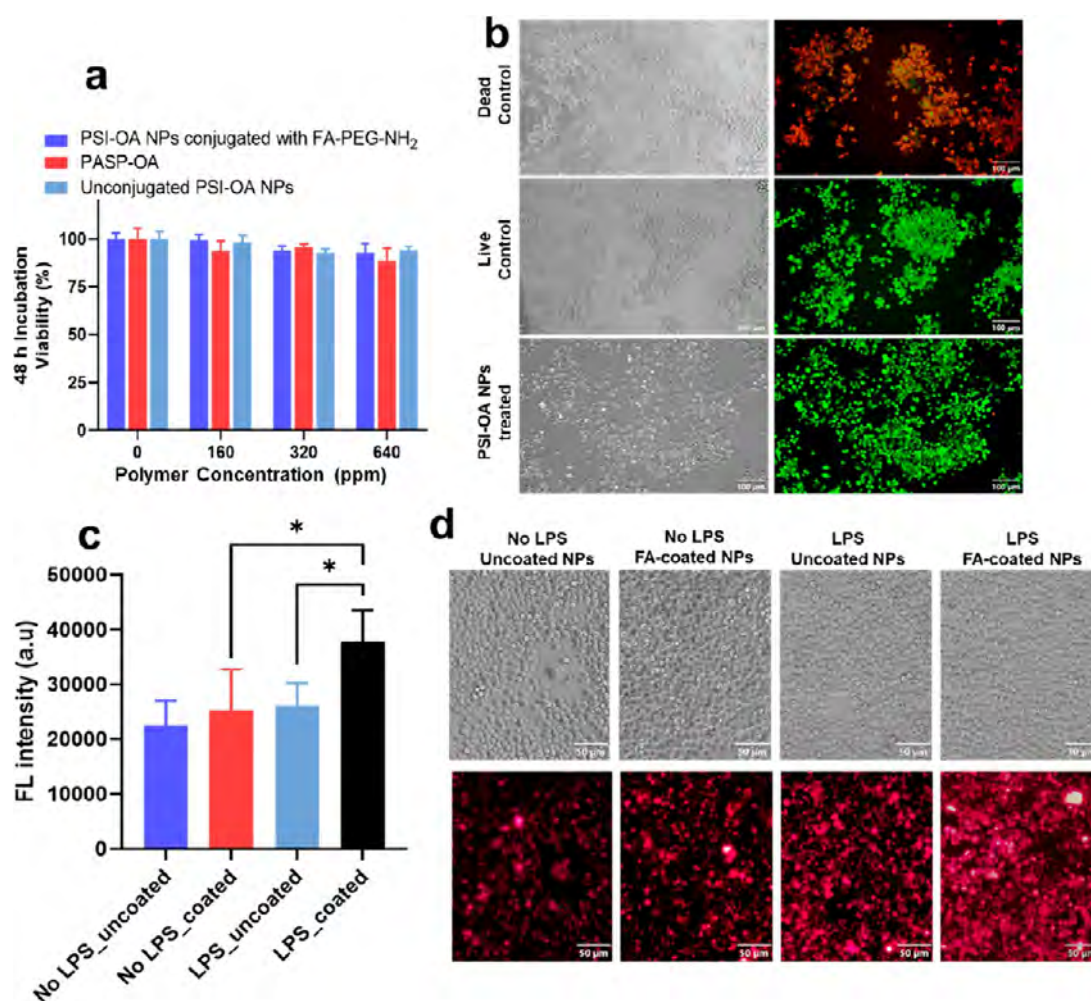 a
PSI-OA NPs conjugated with FA-PEG-NH₂
PASP-OA
Unconjugated PSI-OA NPs
48 h Incubation
Viability (%)
100
75
50
25
0
0 160 320 640
Polymer Concentration (ppm)
b
Dead
Control
100 µm
Live
Control
100 µm
PSI-OA NPs
treated
100 µm
100 µm
c
* 
*
FL intensity (a.u)
50000
40000
30000
20000
10000
0
No LPS_uncoated
No LPS_coated
LPS_uncoated
LPS_coated
d
No LPS
Uncoated NPs
No LPS
FA-coated NPs
LPS
Uncoated NPs
LPS
FA-coated NPs
50 µm
50 µm
50 µm
50 µm
50 µm
50 µm
50 µm
50 µm